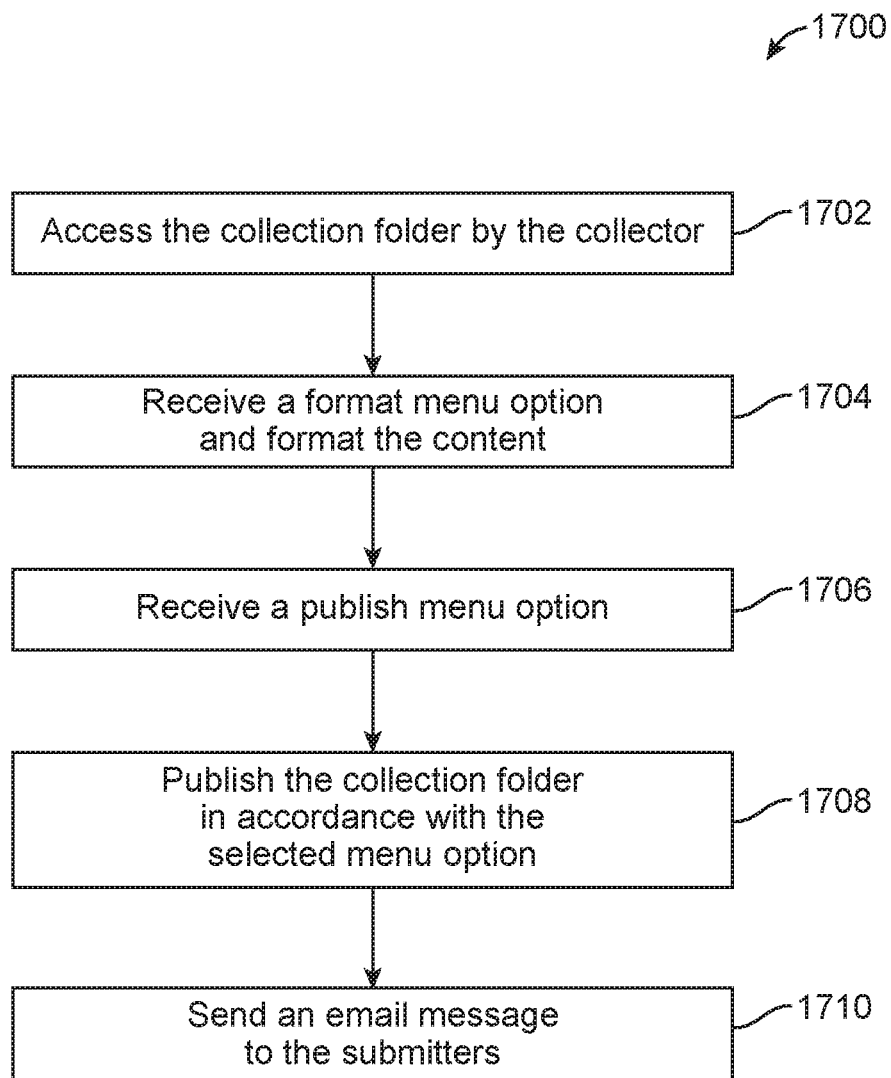 1700
Access the collection folder by the collector
1702
Receive a format menu option
and format the content
1704
Receive a publish menu option
1706
Publish the collection folder
in accordance with the
selected menu option
1708
Send an email message
to the submitters
1710